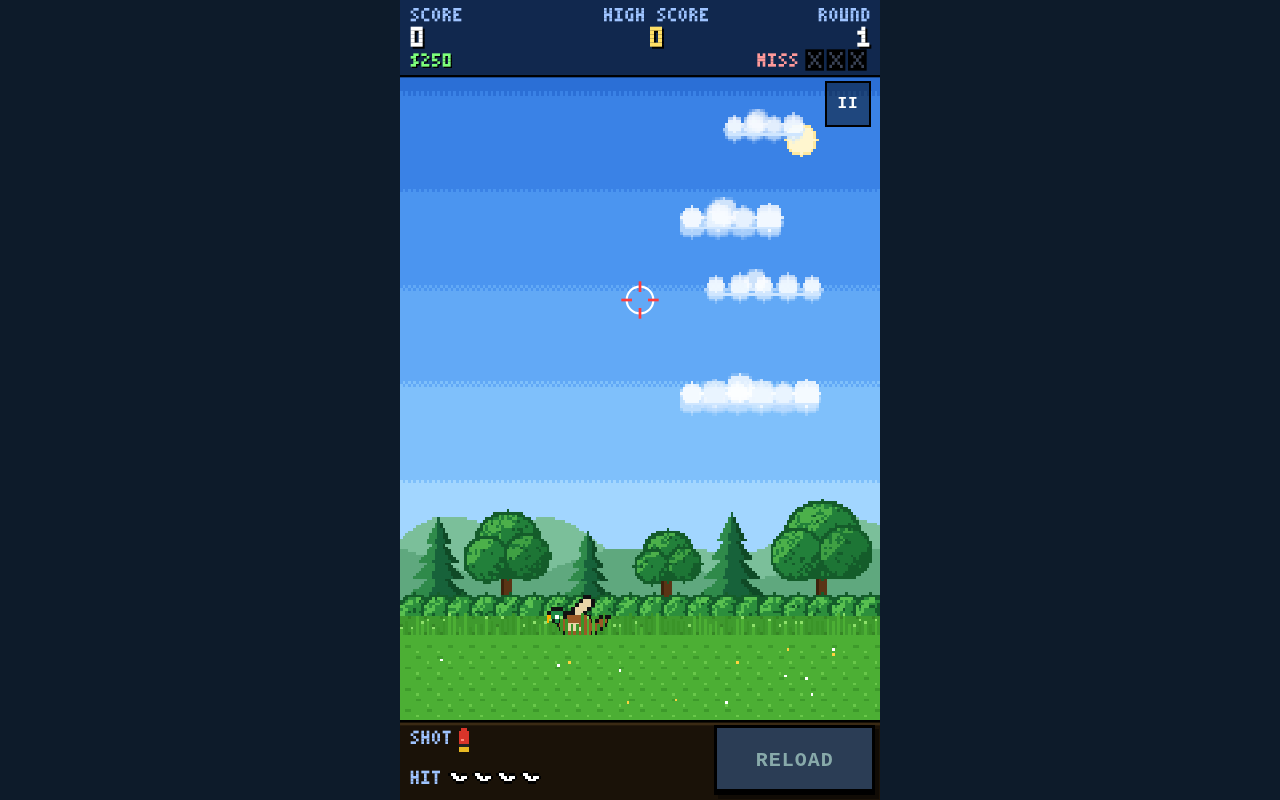 SCORE
HIGH SCORE
ROUND
0
0
1
$250
MISS X X X
II
SHOT
RELOAD
HIT